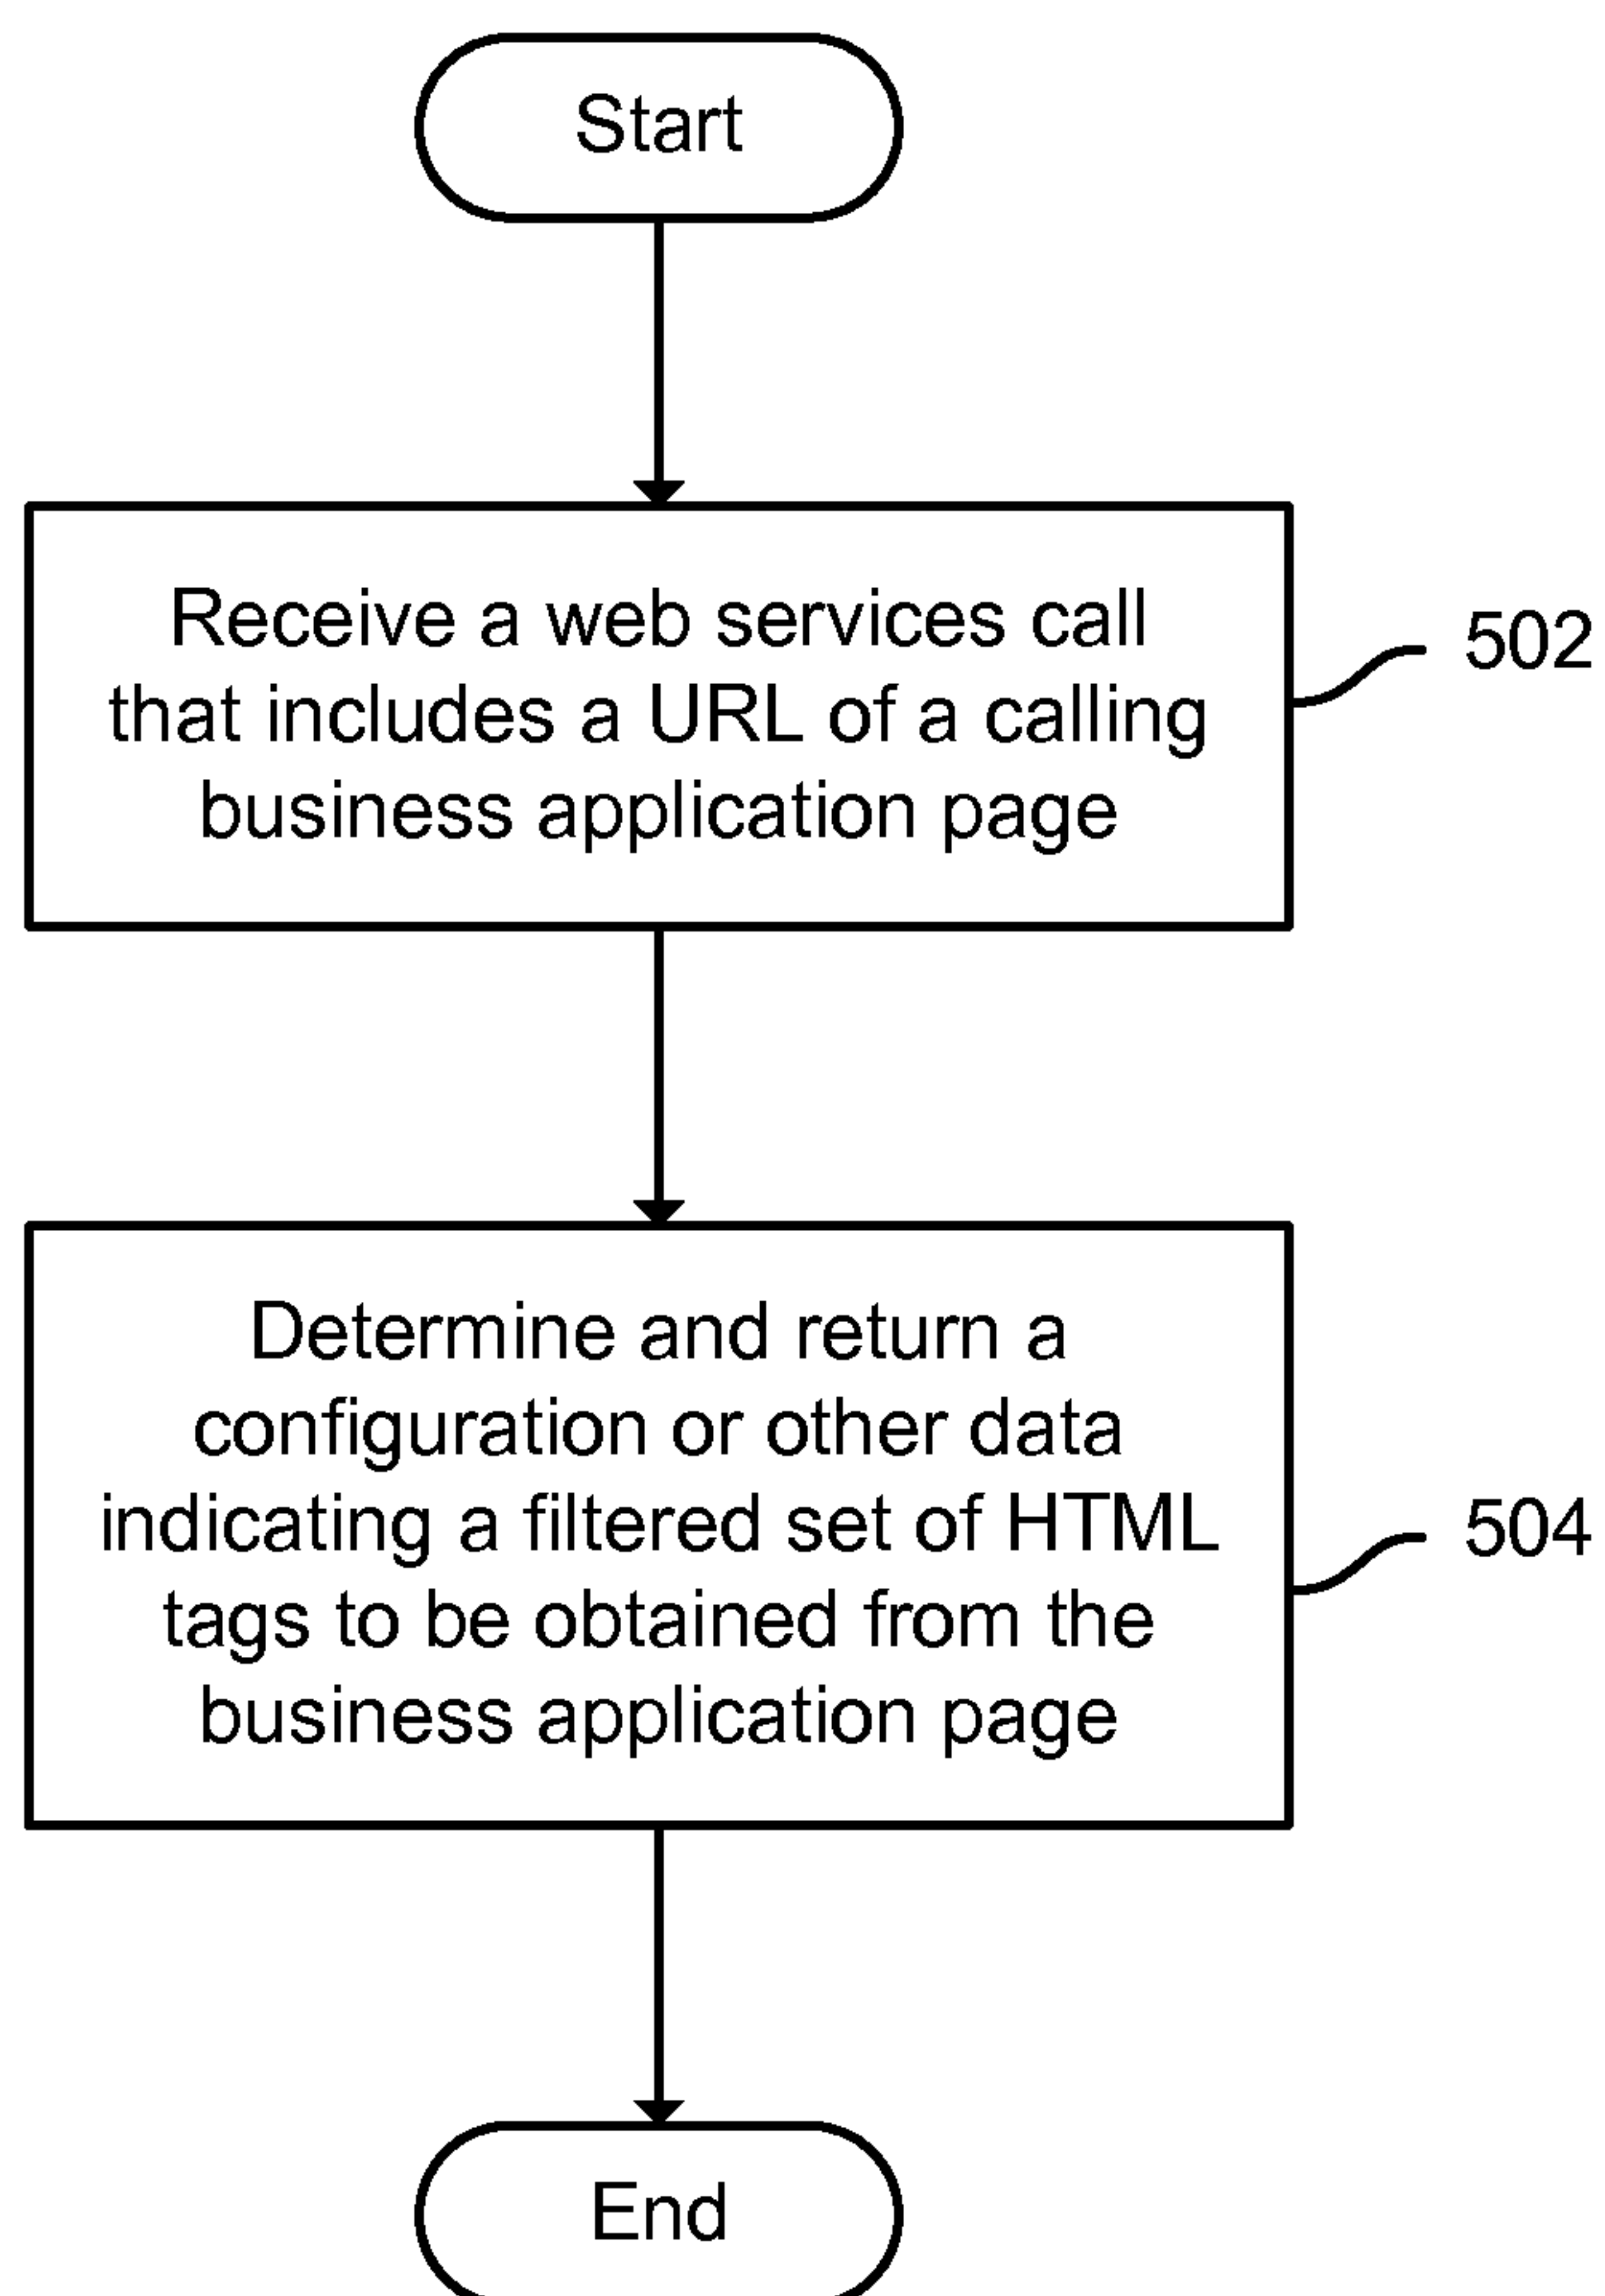 Start
Receive a web services call
that includes a URL of a calling
business application page
502
Determine and return a
configuration or other data
indicating a filtered set of HTML
tags to be obtained from the
business application page
504
End